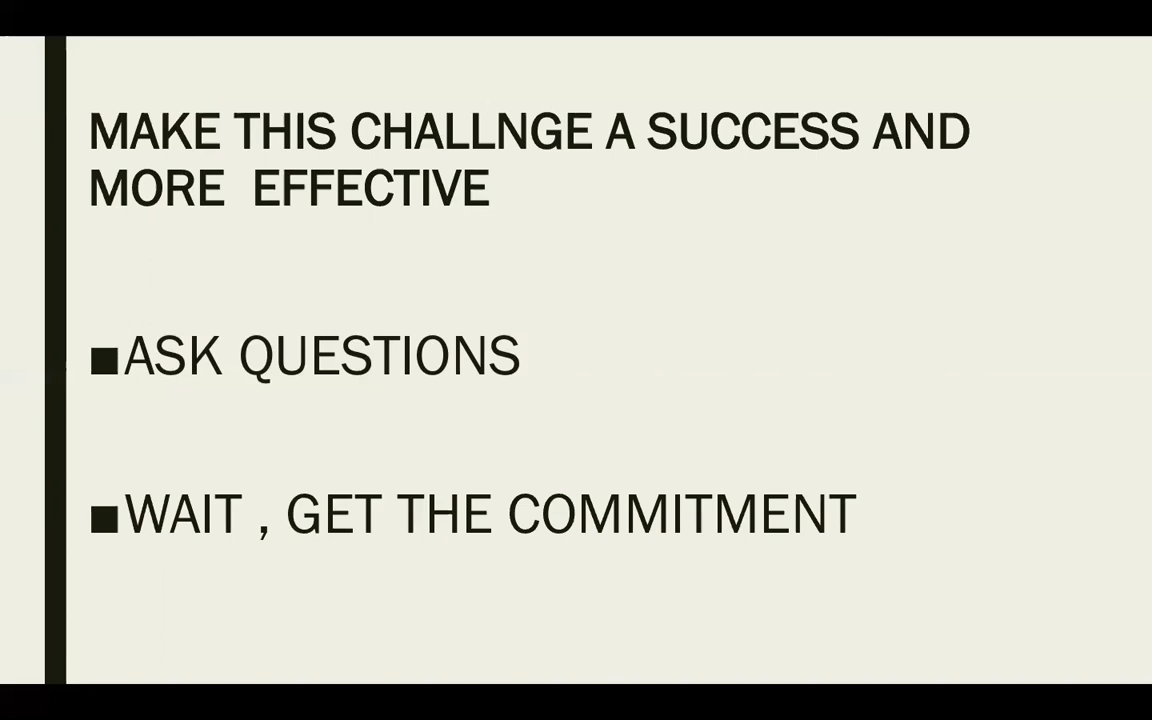 MAKE THIS CHALLNGE A SUCCESS AND
MORE  EFFECTIVE
■ASK QUESTIONS
■WAIT , GET THE COMMITMENT